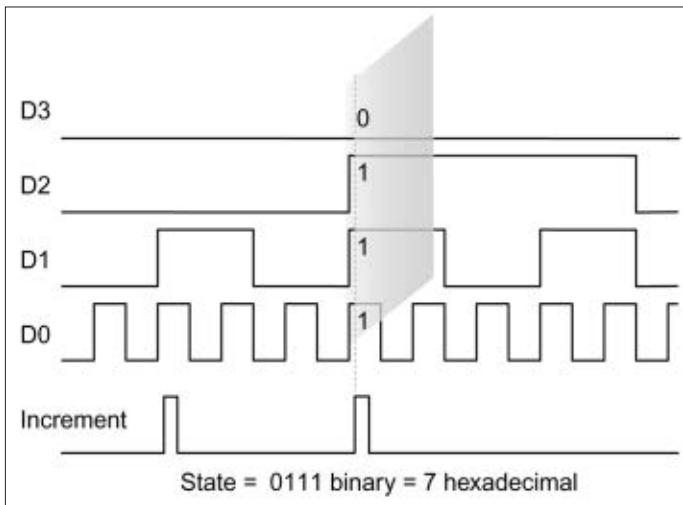 D3
0
D2
1
D1
1
D0
1
Increment
State = 0111 binary = 7 hexadecimal